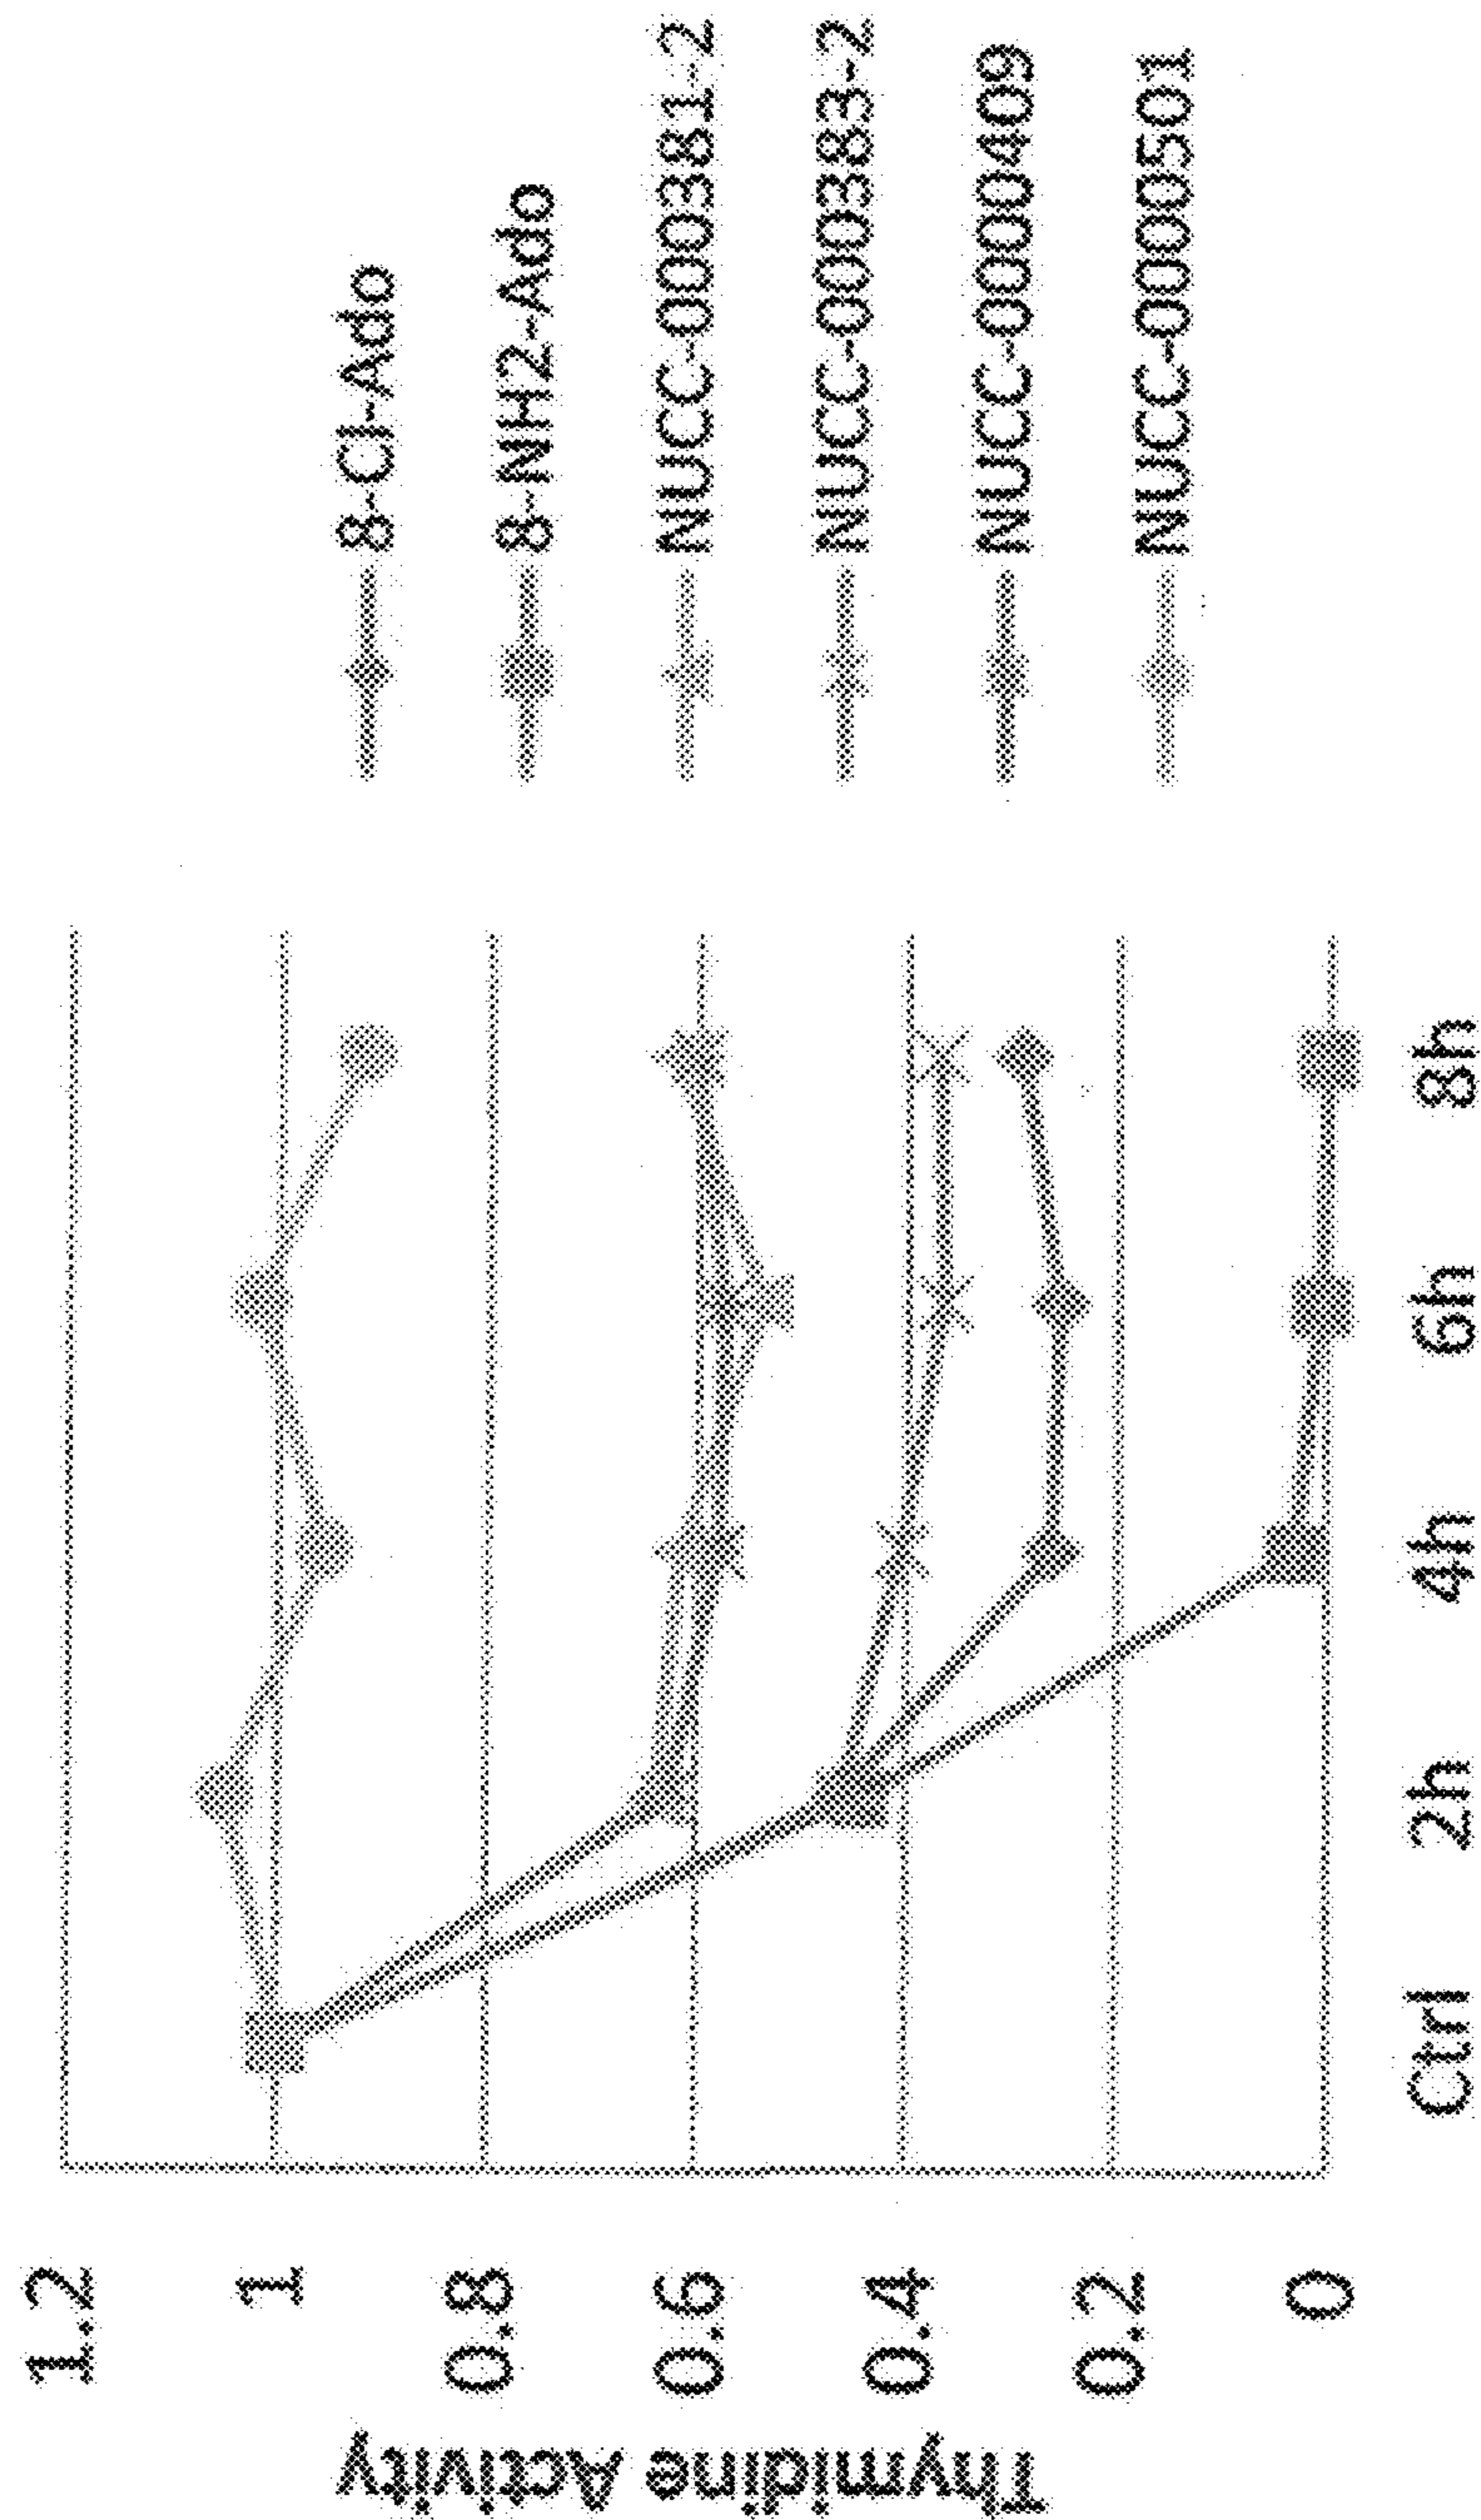 Thymidine Activity
1.2
1
0.8
0.6
0.4
0.2
0
Ctrl
2h
4h
6h
8h
8-Cl-Ado
8-NH2-Ado
NUCC-000381-2
NUCC-000383-2
NUCC-0000409
NUCC-0000501